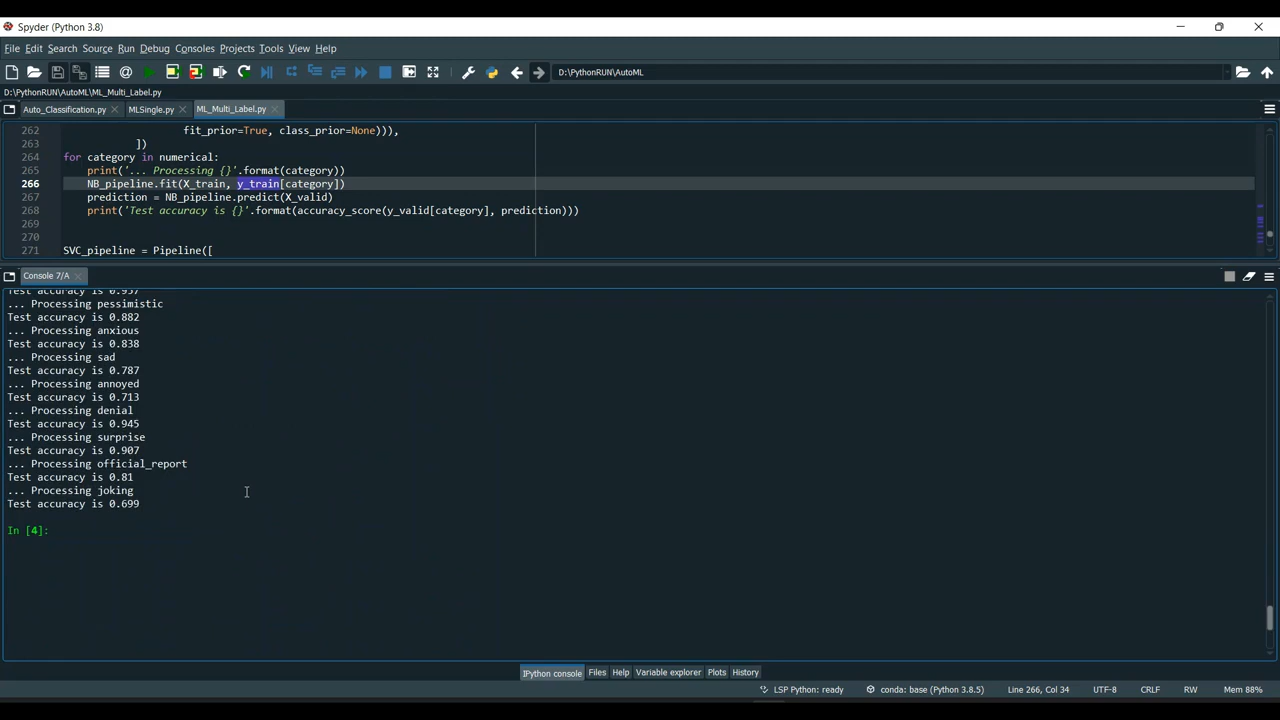 Spyder (Python 3.8)
File Edit Search Source Run Debug Consoles Projects Tools View Help
D:\PythonRUN\AutoML
D:\PythonRUN\AutoML\ML_Multi_Label.py
Auto_Classification.py MLSingle.py ML_Multi_Label.py
262 fit_prior=True, class_prior=None))),
263 ])
264 for category in numerical:
265 print('... Processing {}'.format(category))
266 NB_pipeline.fit(X_train, y_train[category])
267 prediction = NB_pipeline.predict(X_valid)
268 print('Test accuracy is {}'.format(accuracy_score(y_valid[category], prediction)))
269
270
271 SVC_pipeline = Pipeline([
Console 7/A
Test accuracy is 0.957
... Processing pessimistic
Test accuracy is 0.882
... Processing anxious
Test accuracy is 0.838
... Processing sad
Test accuracy is 0.787
... Processing annoyed
Test accuracy is 0.713
... Processing denial
Test accuracy is 0.945
... Processing surprise
Test accuracy is 0.907
... Processing official_report
Test accuracy is 0.81
... Processing joking
Test accuracy is 0.699
In [4]:
IPython console Files Help Variable explorer Plots History
LSP Python: ready conda: base (Python 3.8.5) Line 266, Col 34 UTF-8 CRLF RW Mem 88%